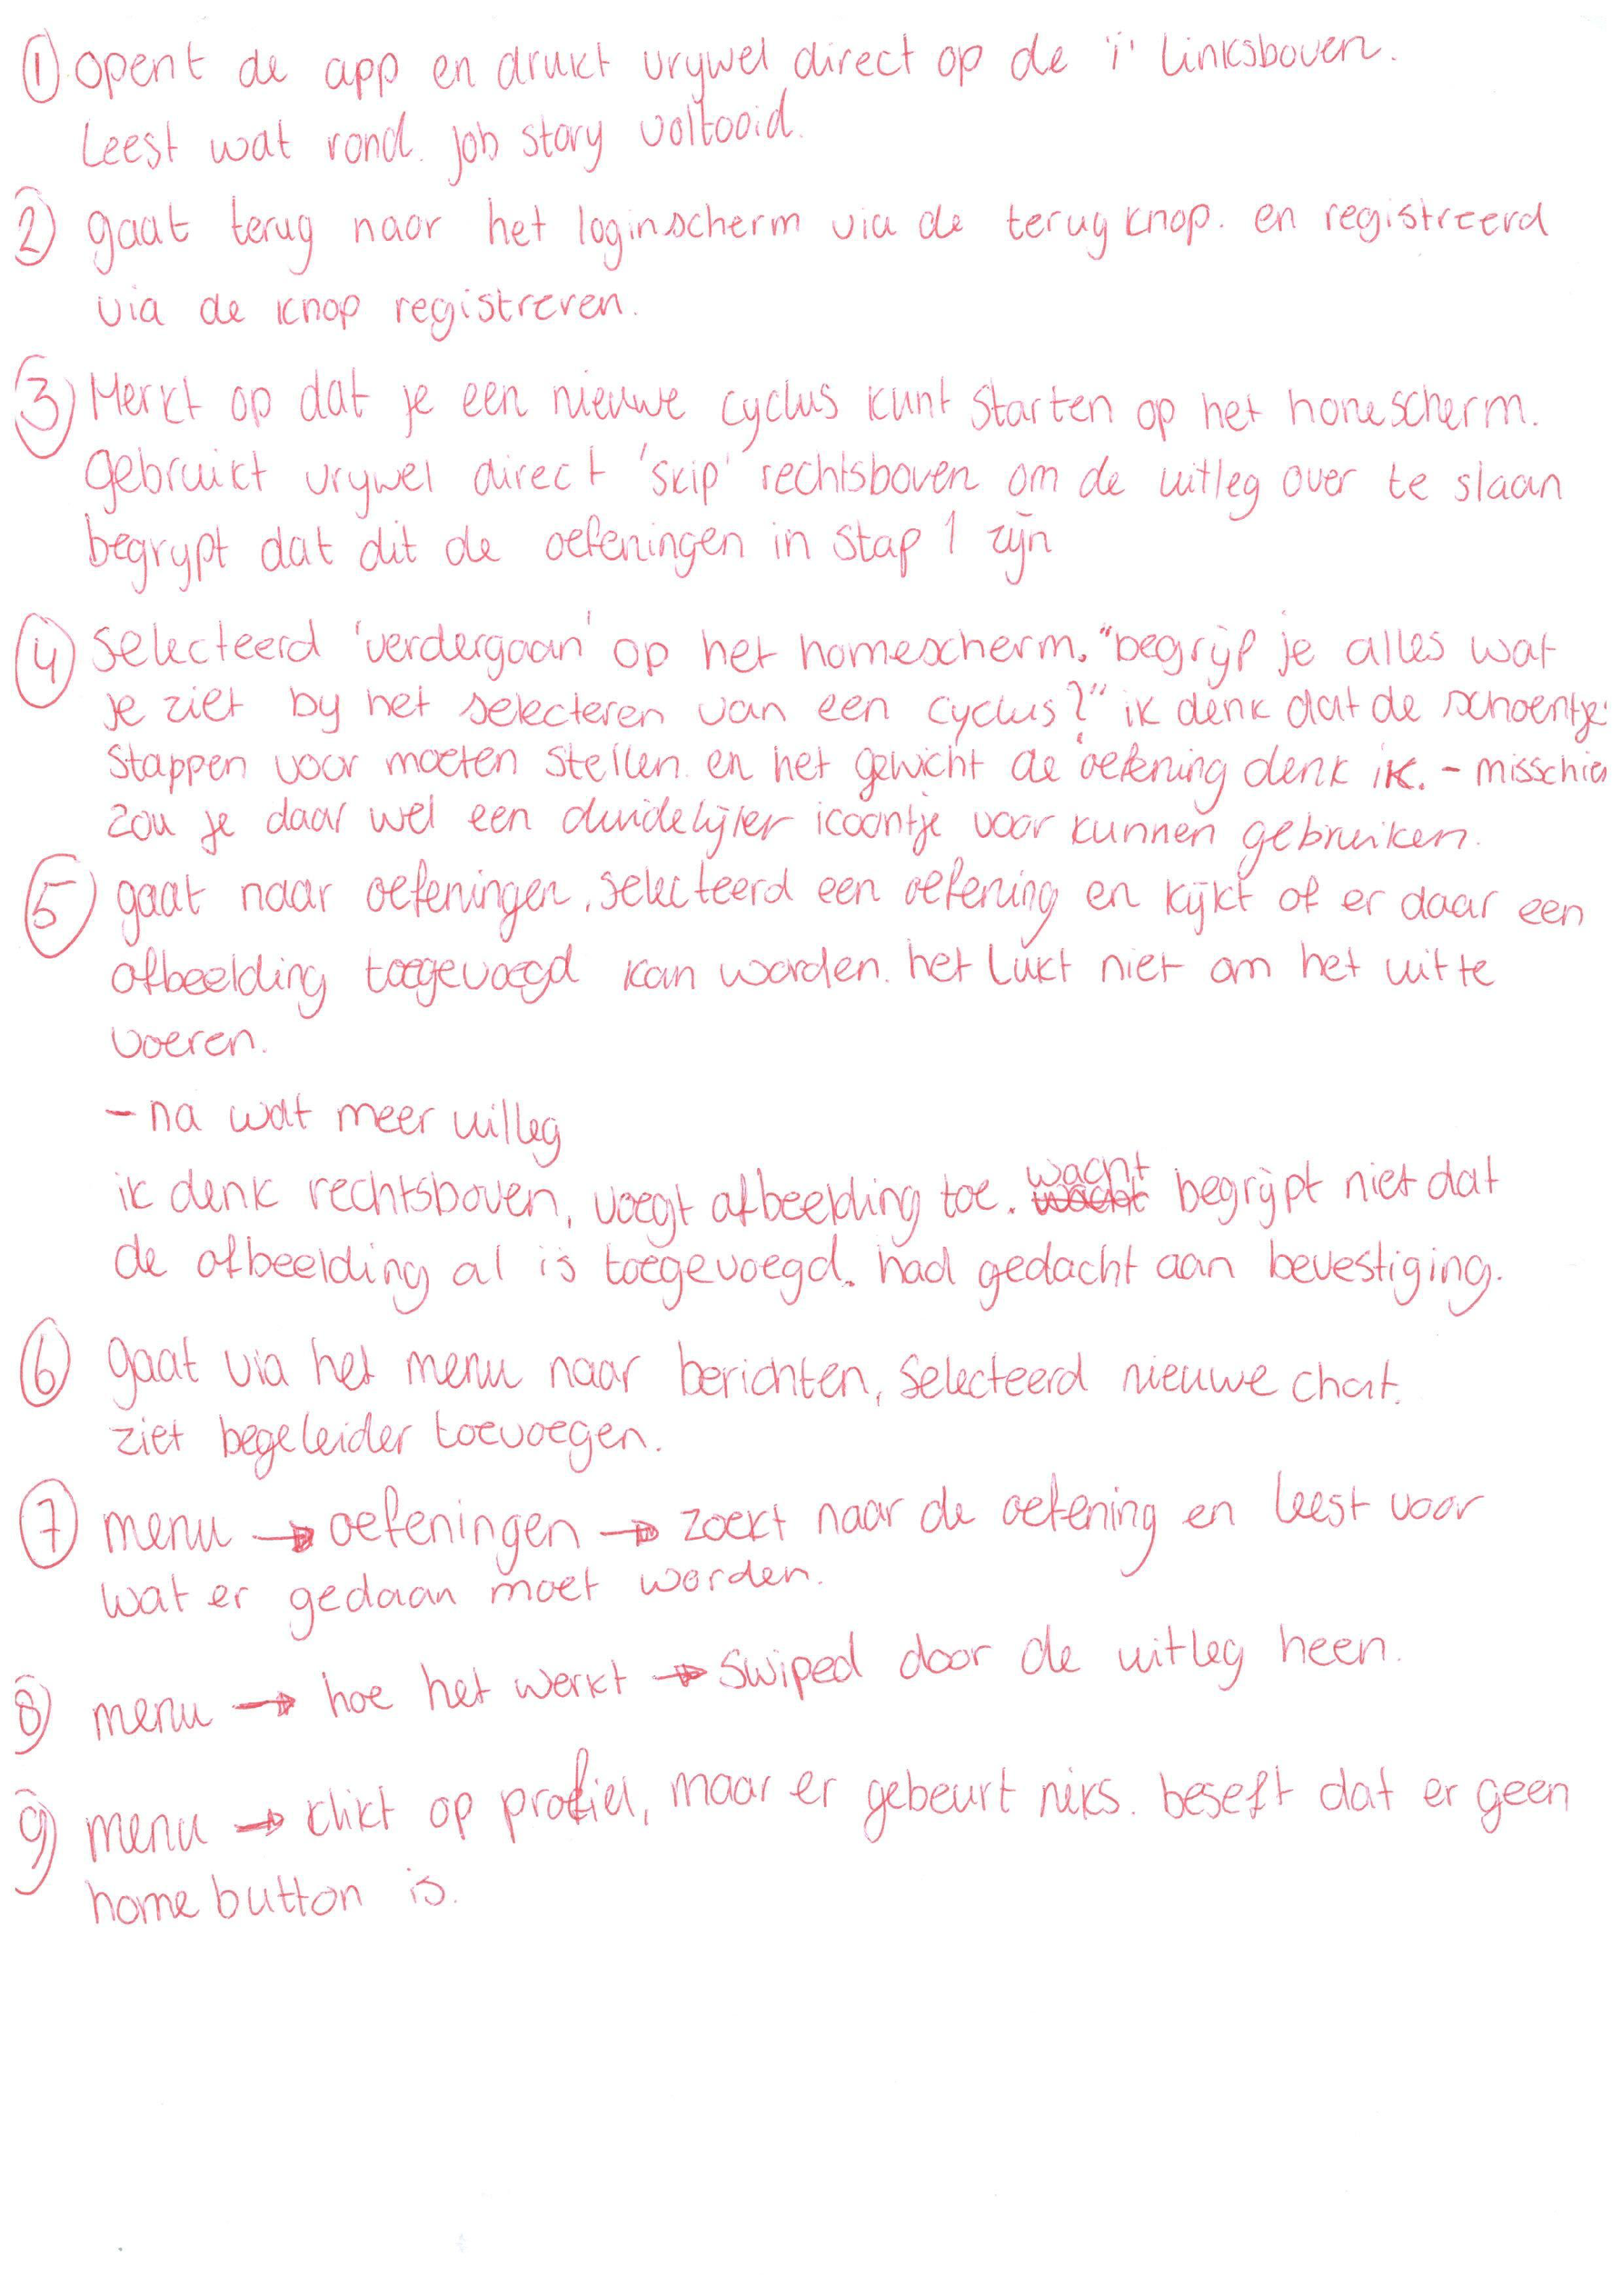 ① opent de app en drukt vrywel direct op de 'i' linksboven.
Leest wat rond. job story voltooid.
② gaat terug naar het loginscherm via de terug knop. en registreerd
via de knop registreren.
③ Merkt op dat je een nieuwe cyclus kunt starten op het homescherm.
Gebruikt vrywel direct 'skip' rechtsboven om de uitleg over te slaan
begrypt dat dit de oefeningen in stap 1 zijn
④ selecteerd 'verdergaan' op het homescherm. "begrijp je alles wat
je ziet by het selecteren van een cyclus?" ik denk dat de schoentje
stappen voor moeten stellen en het gewicht de oefening denk ik. - misschien
zou je daar wel een duidelijker icoontje voor kunnen gebruiken.
⑤ gaat naar oefeningen, selecteerd een oefening en kijkt of er daar een
afbeelding toegevoegd kan worden. het lukt niet om het uit te
voeren.
- na wat meer uitleg
ik denk rechtsboven, voegt afbeelding toe. wacht begrijpt niet dat
de afbeelding al is toegevoegd. had gedacht aan bevestiging.
⑥ gaat via het menu naar berichten, selecteerd nieuwe chat.
ziet begeleider toevoegen.
⑦ menu → oefeningen → zoekt naar de oefening en leest voor
wat er gedaan moet worden.
⑧ menu → hoe het werkt → swiped door de uitleg heen.
⑨ menu → klikt op profiel, maar er gebeurt niks. beseft dat er geen
home button is.